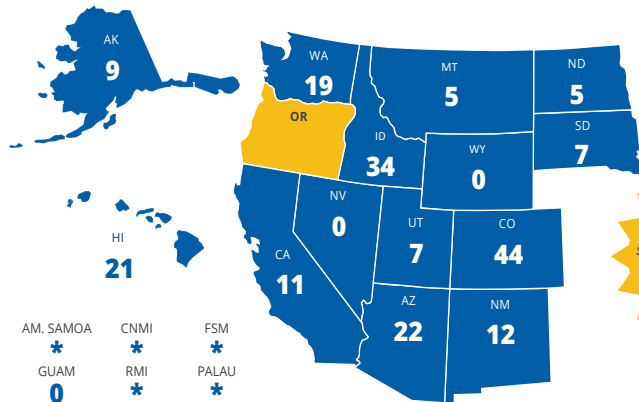 AK
9
WA
19
MT
5
ND
5
OR
ID
34
WY
0
SD
7
HI
21
NV
0
UT
7
CO
44
CA
11
AZ
22
NM
12
AM. SAMOA
*
CNMI
*
FSM
*
GUAM
0
RMI
*
PALAU
*